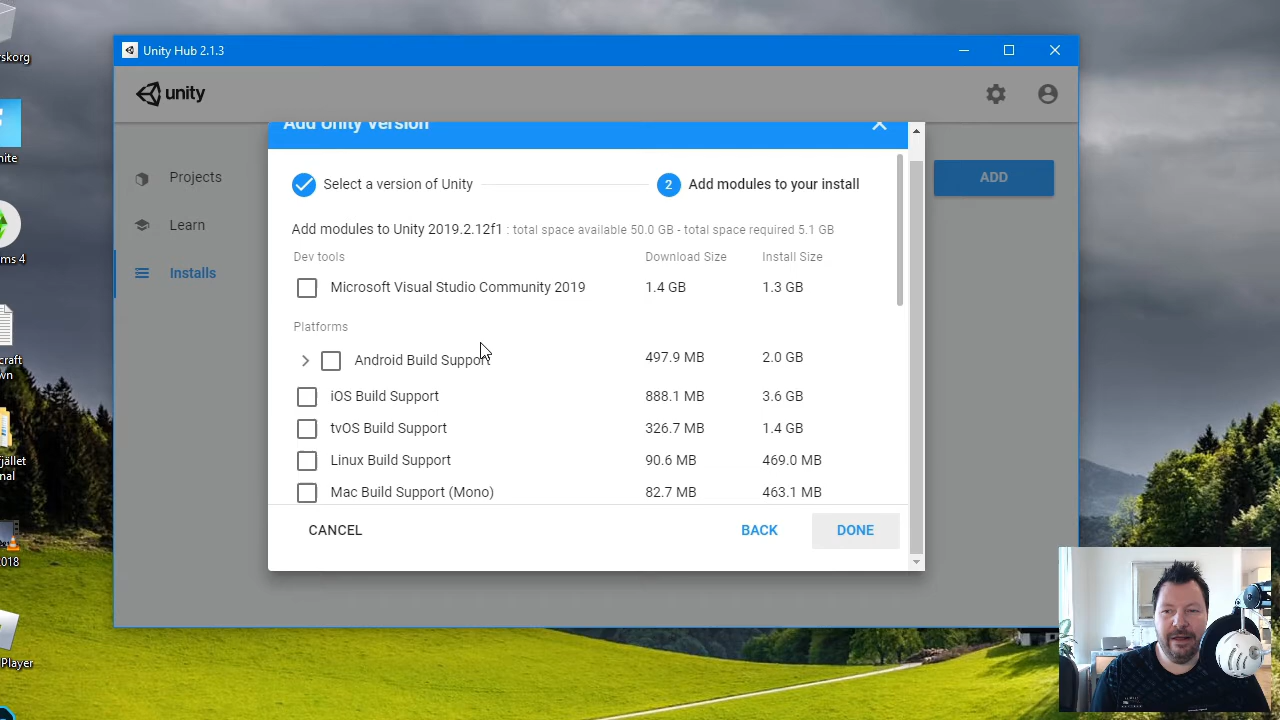 Unity Hub 2.1.3
unity
Add Unity Version
Projects
Learn
Installs
ADD
Select a version of Unity
2 Add modules to your install
Add modules to Unity 2019.2.12f1 : total space available 50.0 GB - total space required 5.1 GB
Dev tools Download Size Install Size
Microsoft Visual Studio Community 2019 1.4 GB 1.3 GB
Platforms
Android Build Support 497.9 MB 2.0 GB
iOS Build Support 888.1 MB 3.6 GB
tvOS Build Support 326.7 MB 1.4 GB
Linux Build Support 90.6 MB 469.0 MB
Mac Build Support (Mono) 82.7 MB 463.1 MB
CANCEL BACK DONE
rskorg
nite
ms 4
craft
wn
fjället
nal
2018
Player